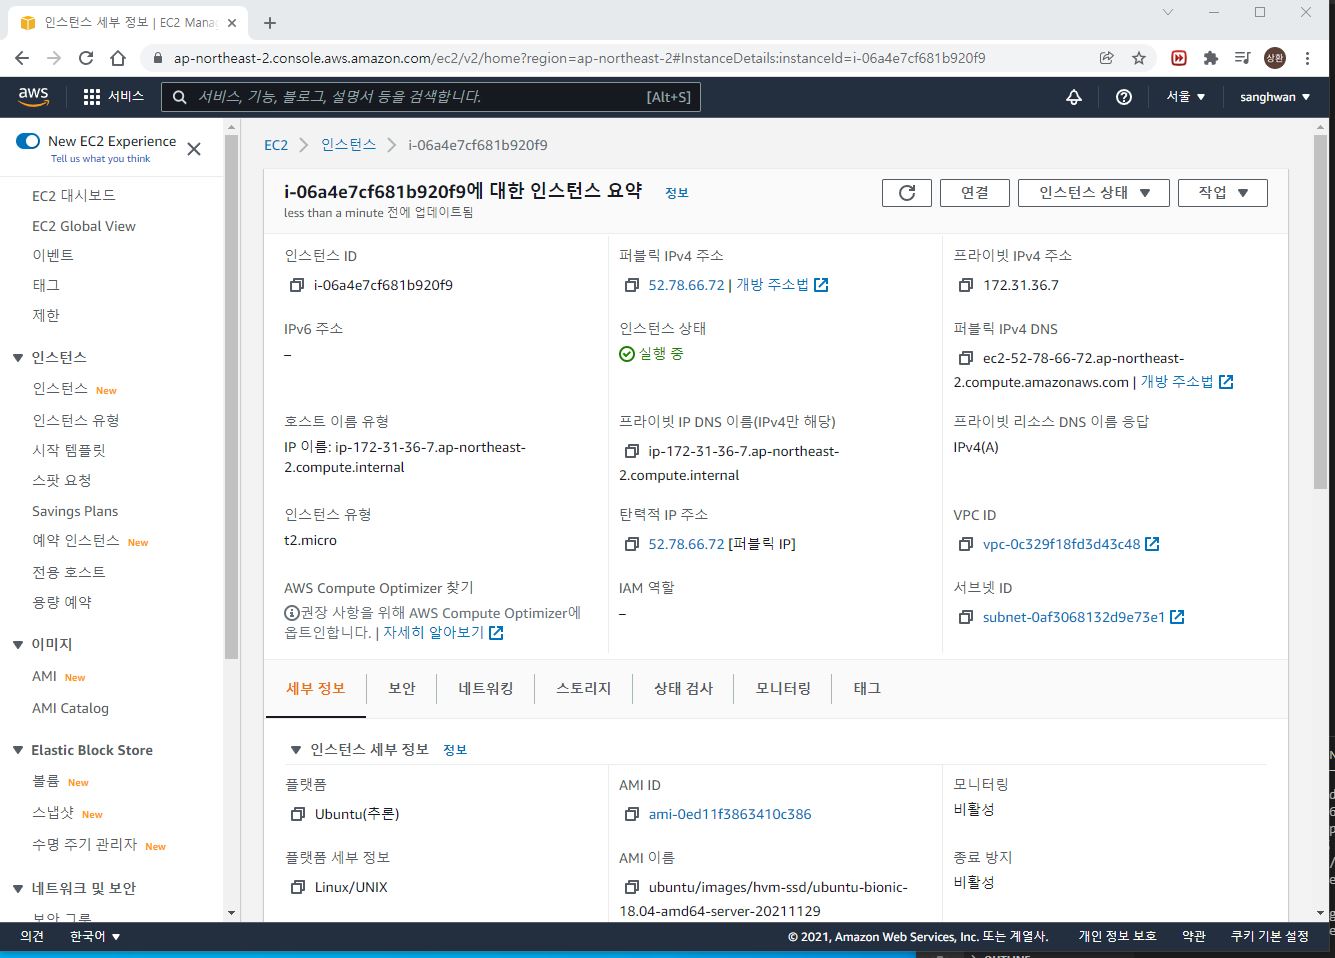 인스턴스 세부 정보 | EC2 Mana
ap-northeast-2.console.aws.amazon.com/ec2/v2/home?region=ap-northeast-2#InstanceDetails:instanceId=i-06a4e7cf681b920f9
상환
aws
서비스
서비스, 기능, 블로그, 설명서 등을 검색합니다.
[Alt+S]
서울
sanghwan
New EC2 Experience
Tell us what you think
EC2 대시보드
EC2 Global View
이벤트
태그
제한
인스턴스
인스턴스 New
인스턴스 유형
시작 템플릿
스팟 요청
Savings Plans
예약 인스턴스 New
전용 호스트
용량 예약
이미지
AMI New
AMI Catalog
Elastic Block Store
볼륨 New
스냅샷 New
수명 주기 관리자 New
네트워크 및 보안
보안 그룹
EC2
인스턴스
i-06a4e7cf681b920f9
i-06a4e7cf681b920f9에 대한 인스턴스 요약 정보
less than a minute 전에 업데이트됨
연결
인스턴스 상태
작업
인스턴스 ID
i-06a4e7cf681b920f9
퍼블릭 IPv4 주소
52.78.66.72 | 개방 주소법
프라이빗 IPv4 주소
172.31.36.7
IPv6 주소
–
인스턴스 상태
실행 중
퍼블릭 IPv4 DNS
ec2-52-78-66-72.ap-northeast-
2.compute.amazonaws.com | 개방 주소법
호스트 이름 유형
IP 이름: ip-172-31-36-7.ap-northeast-
2.compute.internal
프라이빗 IP DNS 이름(IPv4만 해당)
ip-172-31-36-7.ap-northeast-
2.compute.internal
프라이빗 리소스 DNS 이름 응답
IPv4(A)
인스턴스 유형
t2.micro
탄력적 IP 주소
52.78.66.72 [퍼블릭 IP]
VPC ID
vpc-0c329f18fd3d43c48
AWS Compute Optimizer 찾기
권장 사항을 위해 AWS Compute Optimizer에
옵트인합니다. | 자세히 알아보기
IAM 역할
–
서브넷 ID
subnet-0af3068132d9e73e1
세부 정보
보안
네트워킹
스토리지
상태 검사
모니터링
태그
인스턴스 세부 정보 정보
플랫폼
Ubuntu(추론)
AMI ID
ami-0ed11f3863410c386
모니터링
비활성
플랫폼 세부 정보
Linux/UNIX
AMI 이름
ubuntu/images/hvm-ssd/ubuntu-bionic-
18.04-amd64-server-20211129
종료 방지
비활성
의견
한국어
© 2021, Amazon Web Services, Inc. 또는 계열사.
개인 정보 보호
약관
쿠키 기본 설정